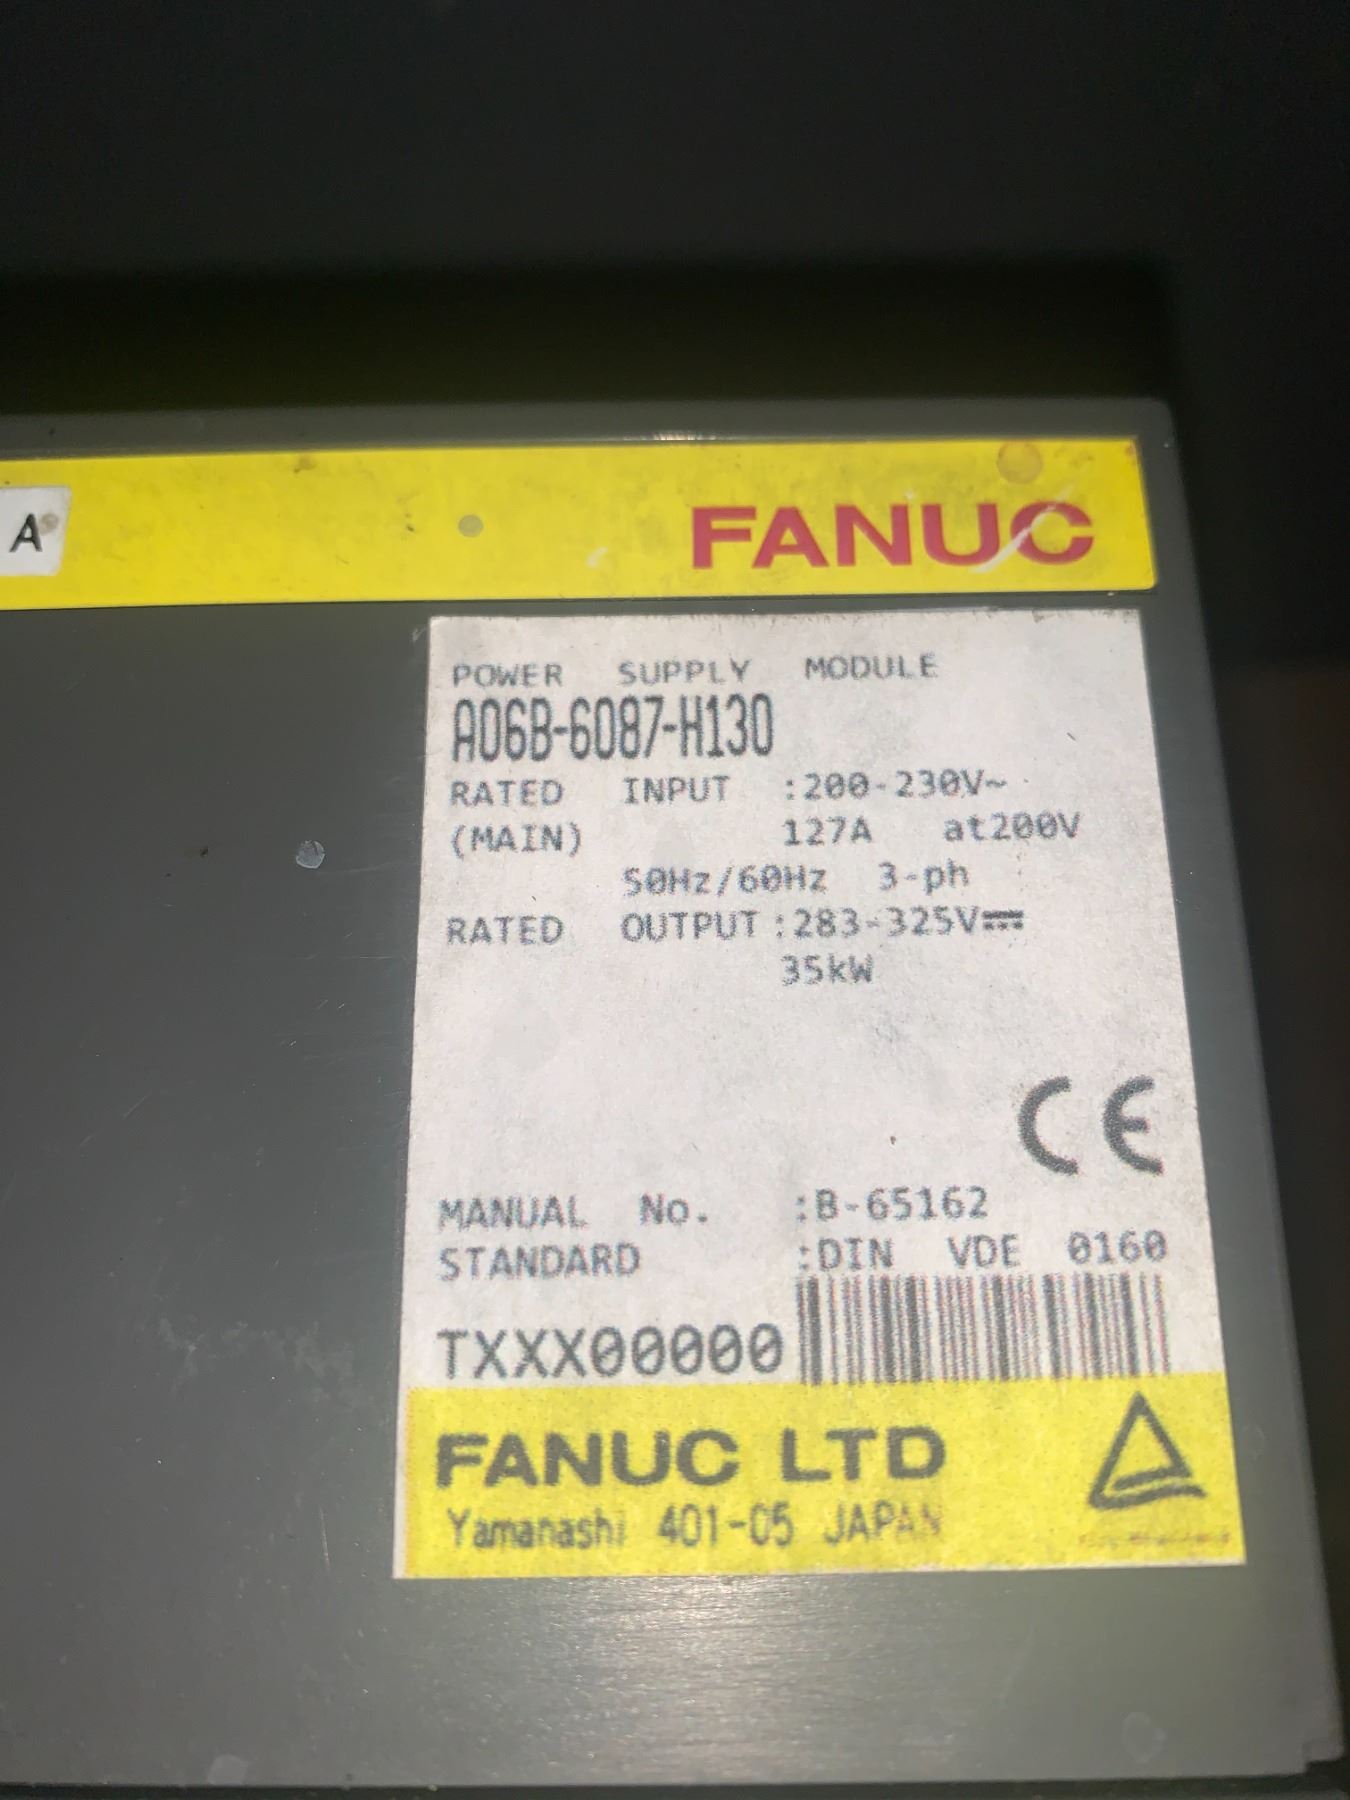 A
FANUC
POWER SUPPLY MODULE
A06B-6087-H130
RATED INPUT :200-230V~
(MAIN) 127A at200V
50Hz/60Hz 3-ph
RATED OUTPUT :283-325V⎓
35kW
CE
MANUAL No. :B-65162
STANDARD :DIN VDE 0160
TXXX00000
FANUC LTD
Yamanashi 401-05 JAPAN